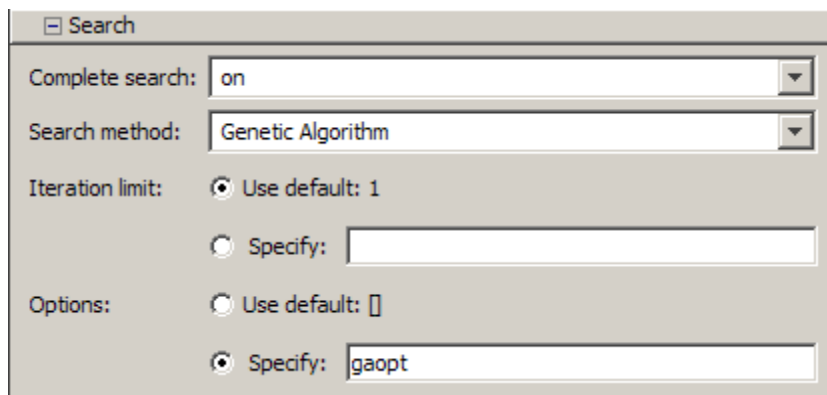 Search
Complete search: on
Search method: Genetic Algorithm
Iteration limit: Use default: 1
Specify:
Options: Use default: []
Specify: gaopt